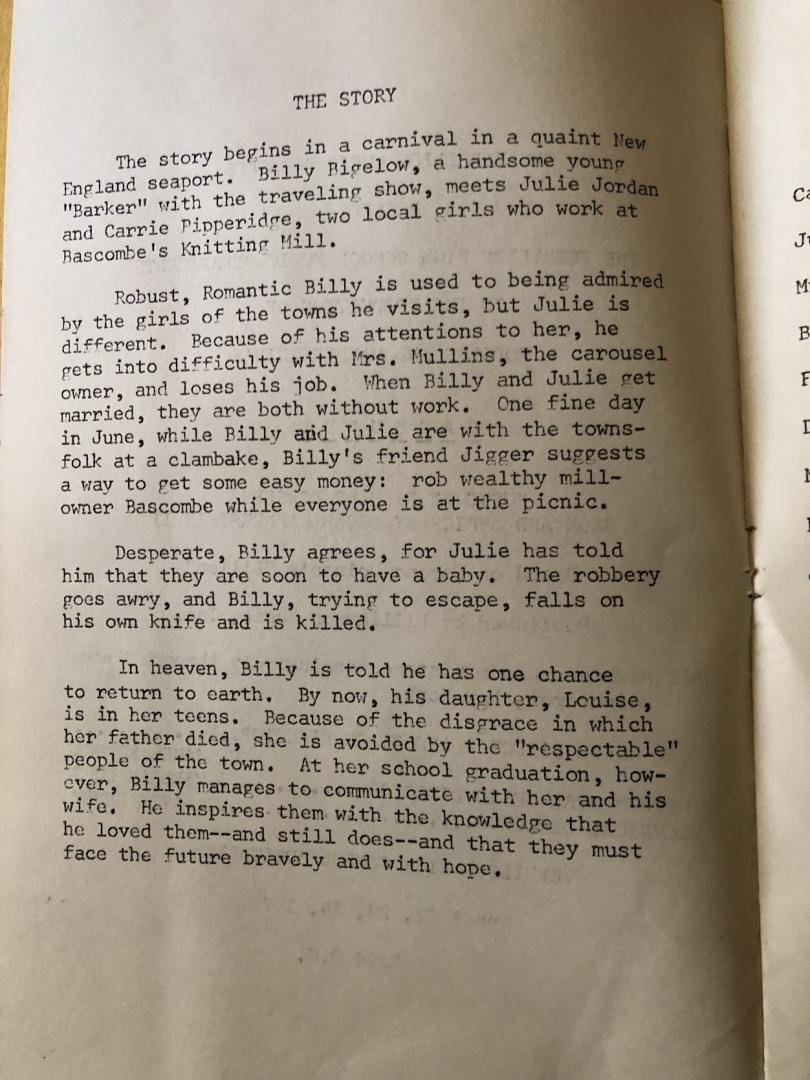 THE STORY
The story begins in a carnival in a quaint New
England seaport. Billy Bigelow, a handsome young
"Barker" with the traveling show, meets Julie Jordan
and Carrie Pipperidge, two local girls who work at
Bascombe's Knitting Mill.
Robust, Romantic Billy is used to being admired
by the girls of the towns he visits, but Julie is
different. Because of his attentions to her, he
gets into difficulty with Mrs. Mullins, the carousel
owner, and loses his job. When Billy and Julie get
married, they are both without work. One fine day
in June, while Billy and Julie are with the towns-
folk at a clambake, Billy's friend Jigger suggests
a way to get some easy money: rob wealthy mill-
owner Bascombe while everyone is at the picnic.
Desperate, Billy agrees, for Julie has told
him that they are soon to have a baby. The robbery
goes awry, and Billy, trying to escape, falls on
his own knife and is killed.
In heaven, Billy is told he has one chance
to return to earth. By now, his daughter, Louise,
is in her teens. Because of the disgrace in which
her father died, she is avoided by the "respectable"
people of the town. At her school graduation, how-
ever, Billy manages to communicate with her and his
wife. He inspires them with the knowledge that
he loved them--and still does--and that they must
face the future bravely and with hope.